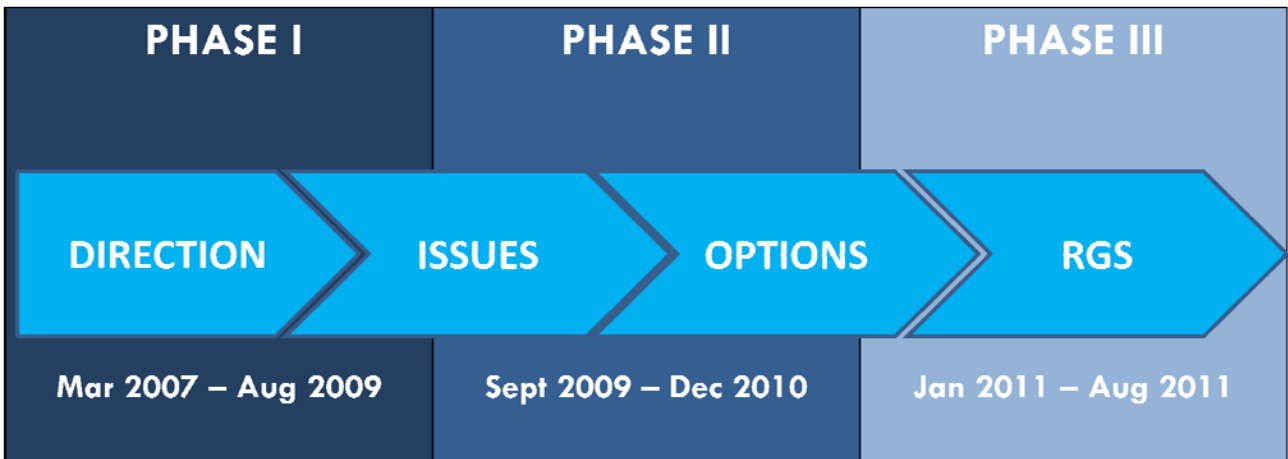 PHASE I PHASE II PHASE III
DIRECTION ISSUES OPTIONS RGS
Mar 2007 – Aug 2009 Sept 2009 – Dec 2010 Jan 2011 – Aug 2011